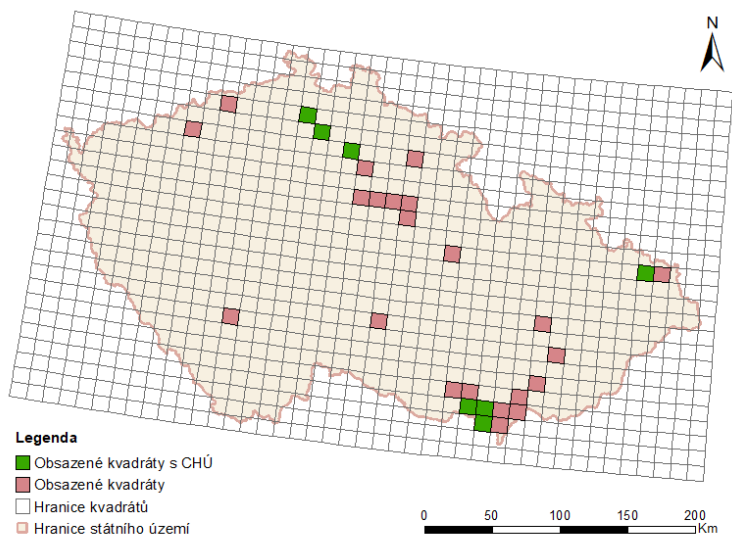 N
Legenda
Obsazené kvadráty s CHÚ
Obsazené kvadráty
Hranice kvadrátů
Hranice státního území
0 50 100 150 200
Km